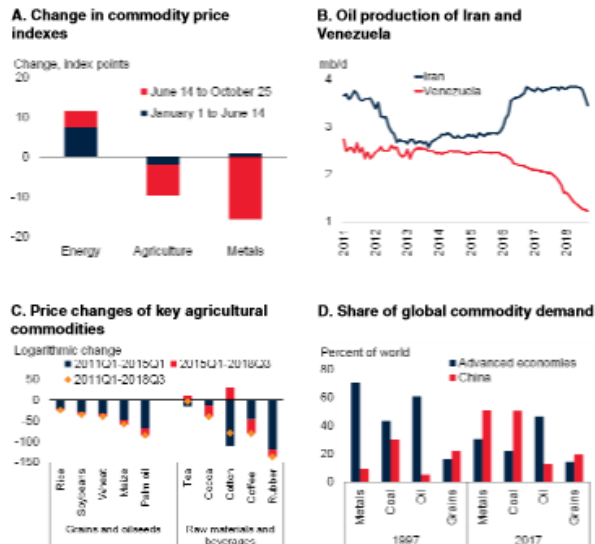 A. Change in commodity price
indexes
Change, index points
20
10
0
-10
-20
June 14 to October 25
January 1 to June 14
Energy Agriculture Metals
B. Oil production of Iran and
Venezuela
mb/d
4
3
2
1
Iran
Venezuela
2011 2012 2013 2014 2015 2016 2017 2018
C. Price changes of key agricultural
commodities
Logarithmic change
2011Q1-2015Q1 2015Q1-2018Q3
2011Q1-2018Q3
50
0
-50
-100
-150
Rice Soybeans Wheat Maize Palm oil Tea Cocoa Cotton Coffee Rubber
Grains and oilseeds Raw materials and
beverages
D. Share of global commodity demand
Percent of world
80
60
40
20
0
Advanced economies
China
Metals Coal Oil Grains Metals Coal Oil Grains
1997 2017